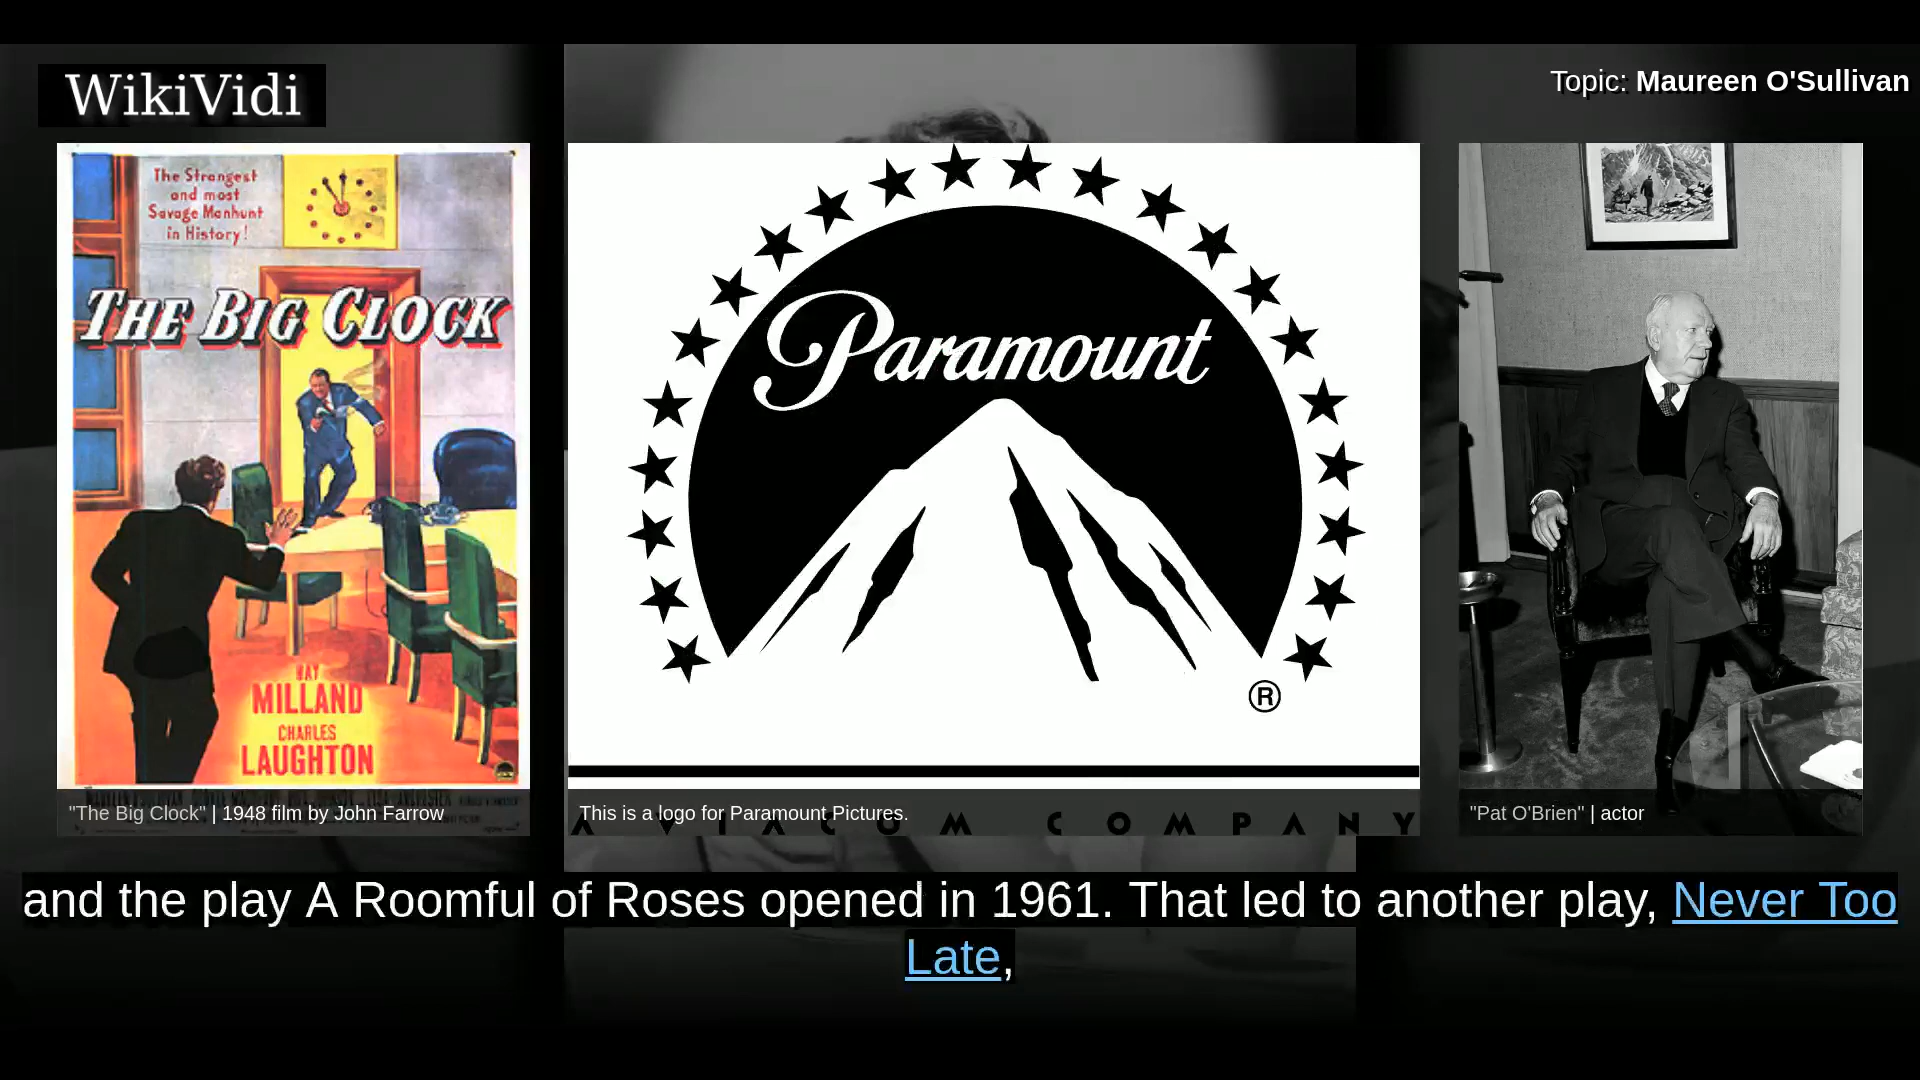 WikiVidi
Topic: Maureen O'Sullivan
The Strangest
and most
Savage Manhunt
in History!
THE BIG CLOCK
RAY
MILLAND
CHARLES
LAUGHTON
"The Big Clock" | 1948 film by John Farrow
Paramount
®
A VIACOM COMPANY
This is a logo for Paramount Pictures.
"Pat O'Brien" | actor
and the play A Roomful of Roses opened in 1961. That led to another play, Never Too
Late,